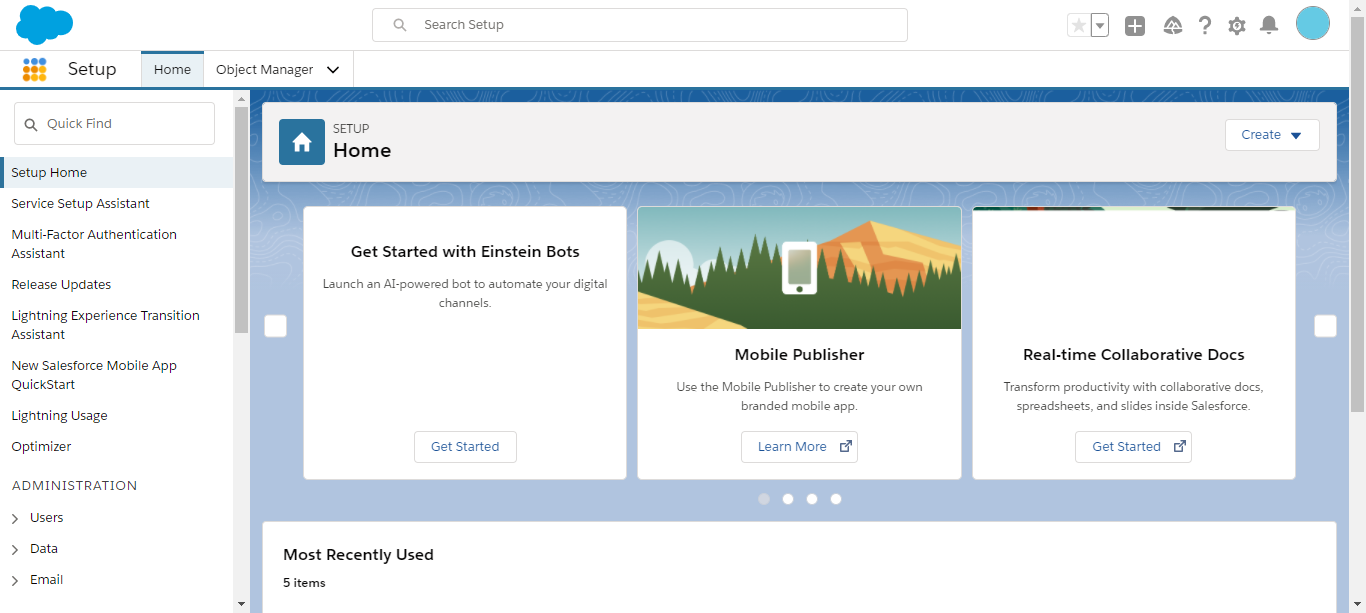 Search Setup
Setup
Home
Object Manager
Quick Find
Setup Home
Service Setup Assistant
Multi-Factor Authentication
Assistant
Release Updates
Lightning Experience Transition
Assistant
New Salesforce Mobile App
QuickStart
Lightning Usage
Optimizer
ADMINISTRATION
Users
Data
Email
SETUP
Home
Create
Get Started with Einstein Bots
Launch an AI-powered bot to automate your digital
channels.
Get Started
Mobile Publisher
Use the Mobile Publisher to create your own
branded mobile app.
Learn More
Real-time Collaborative Docs
Transform productivity with collaborative docs,
spreadsheets, and slides inside Salesforce.
Get Started
Most Recently Used
5 items